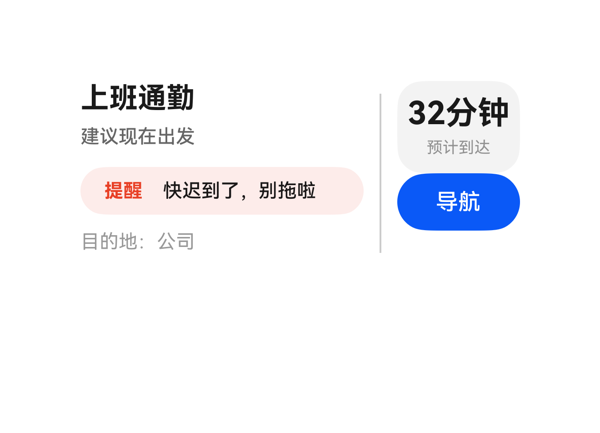 上班通勤
建议现在出发
提醒 快迟到了，别拖啦
目的地：公司
32分钟
预计到达
导航